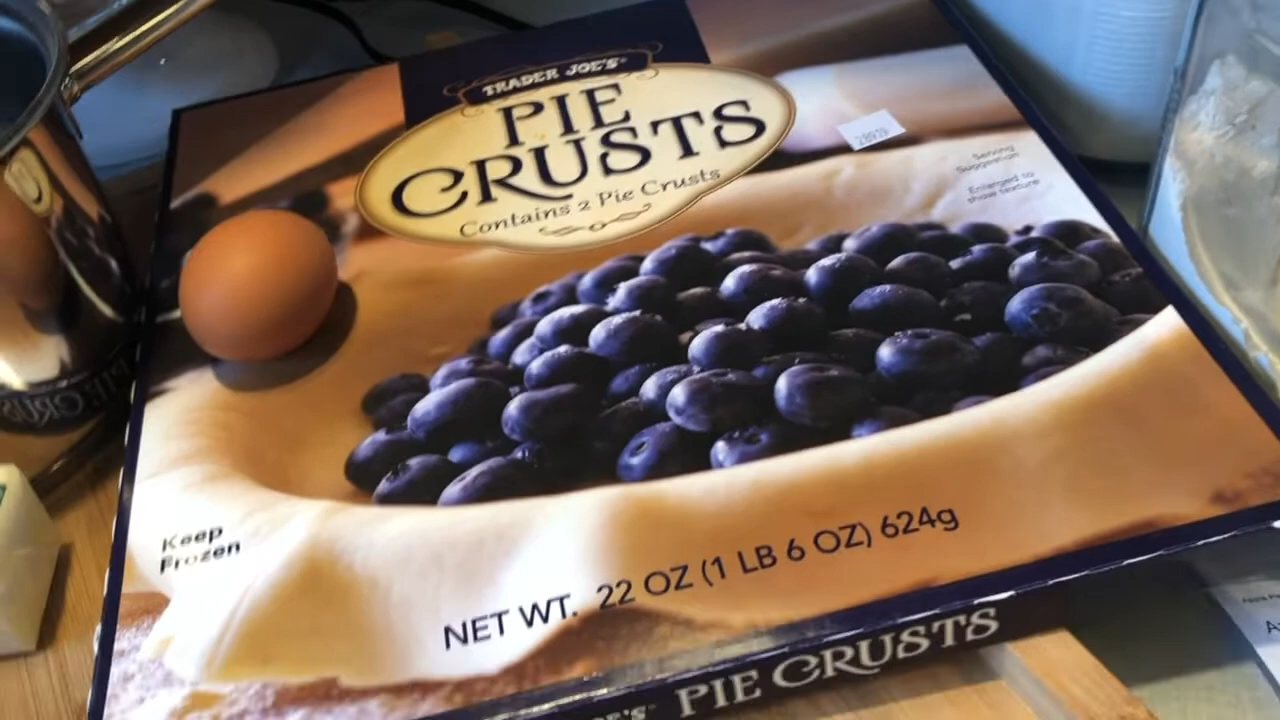 TRADER JOE'S
PIE
CRUSTS
Contains 2 Pie Crusts
28939
Serving
Suggestion
Enlarged to
show texture
Keep
Frozen
NET WT. 22 OZ (1 LB 6 OZ) 624g
PIE CRUSTS